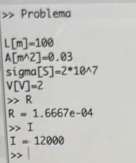 >> Problema
L[m]=100
A[m^2]=0.03
sigma[S]=2*10^7
V[V]=2
>> R
R = 1.6667e-04
>> I
I = 12000
>>